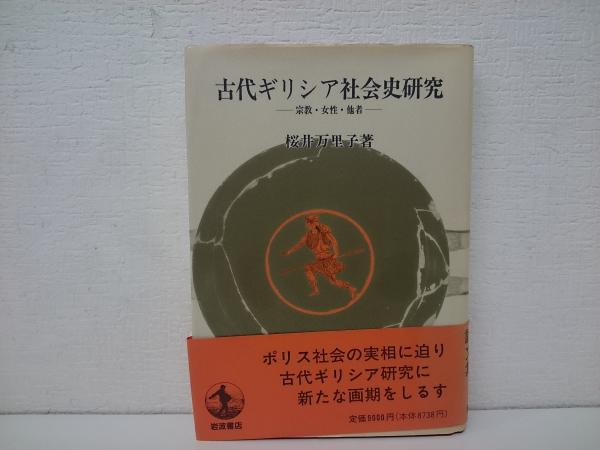 古代ギリシア社会史研究
―宗教・女性・他者―
桜井万里子著
ポリス社会の実相に迫り
古代ギリシア研究に
新たな画期をしるす
定価9000円(本体8738円)
岩波書店